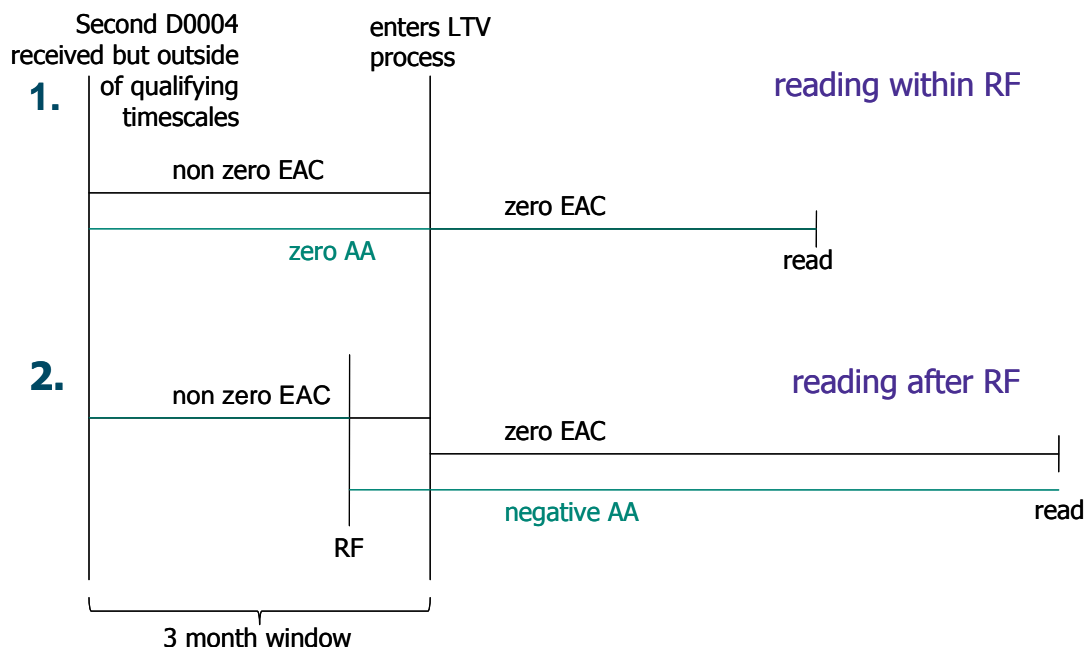 Second D0004
received but outside
of qualifying
timescales
enters LTV
process
1.
reading within RF
non zero EAC
zero EAC
zero AA
read
2.
reading after RF
non zero EAC
zero EAC
negative AA
read
RF
3 month window